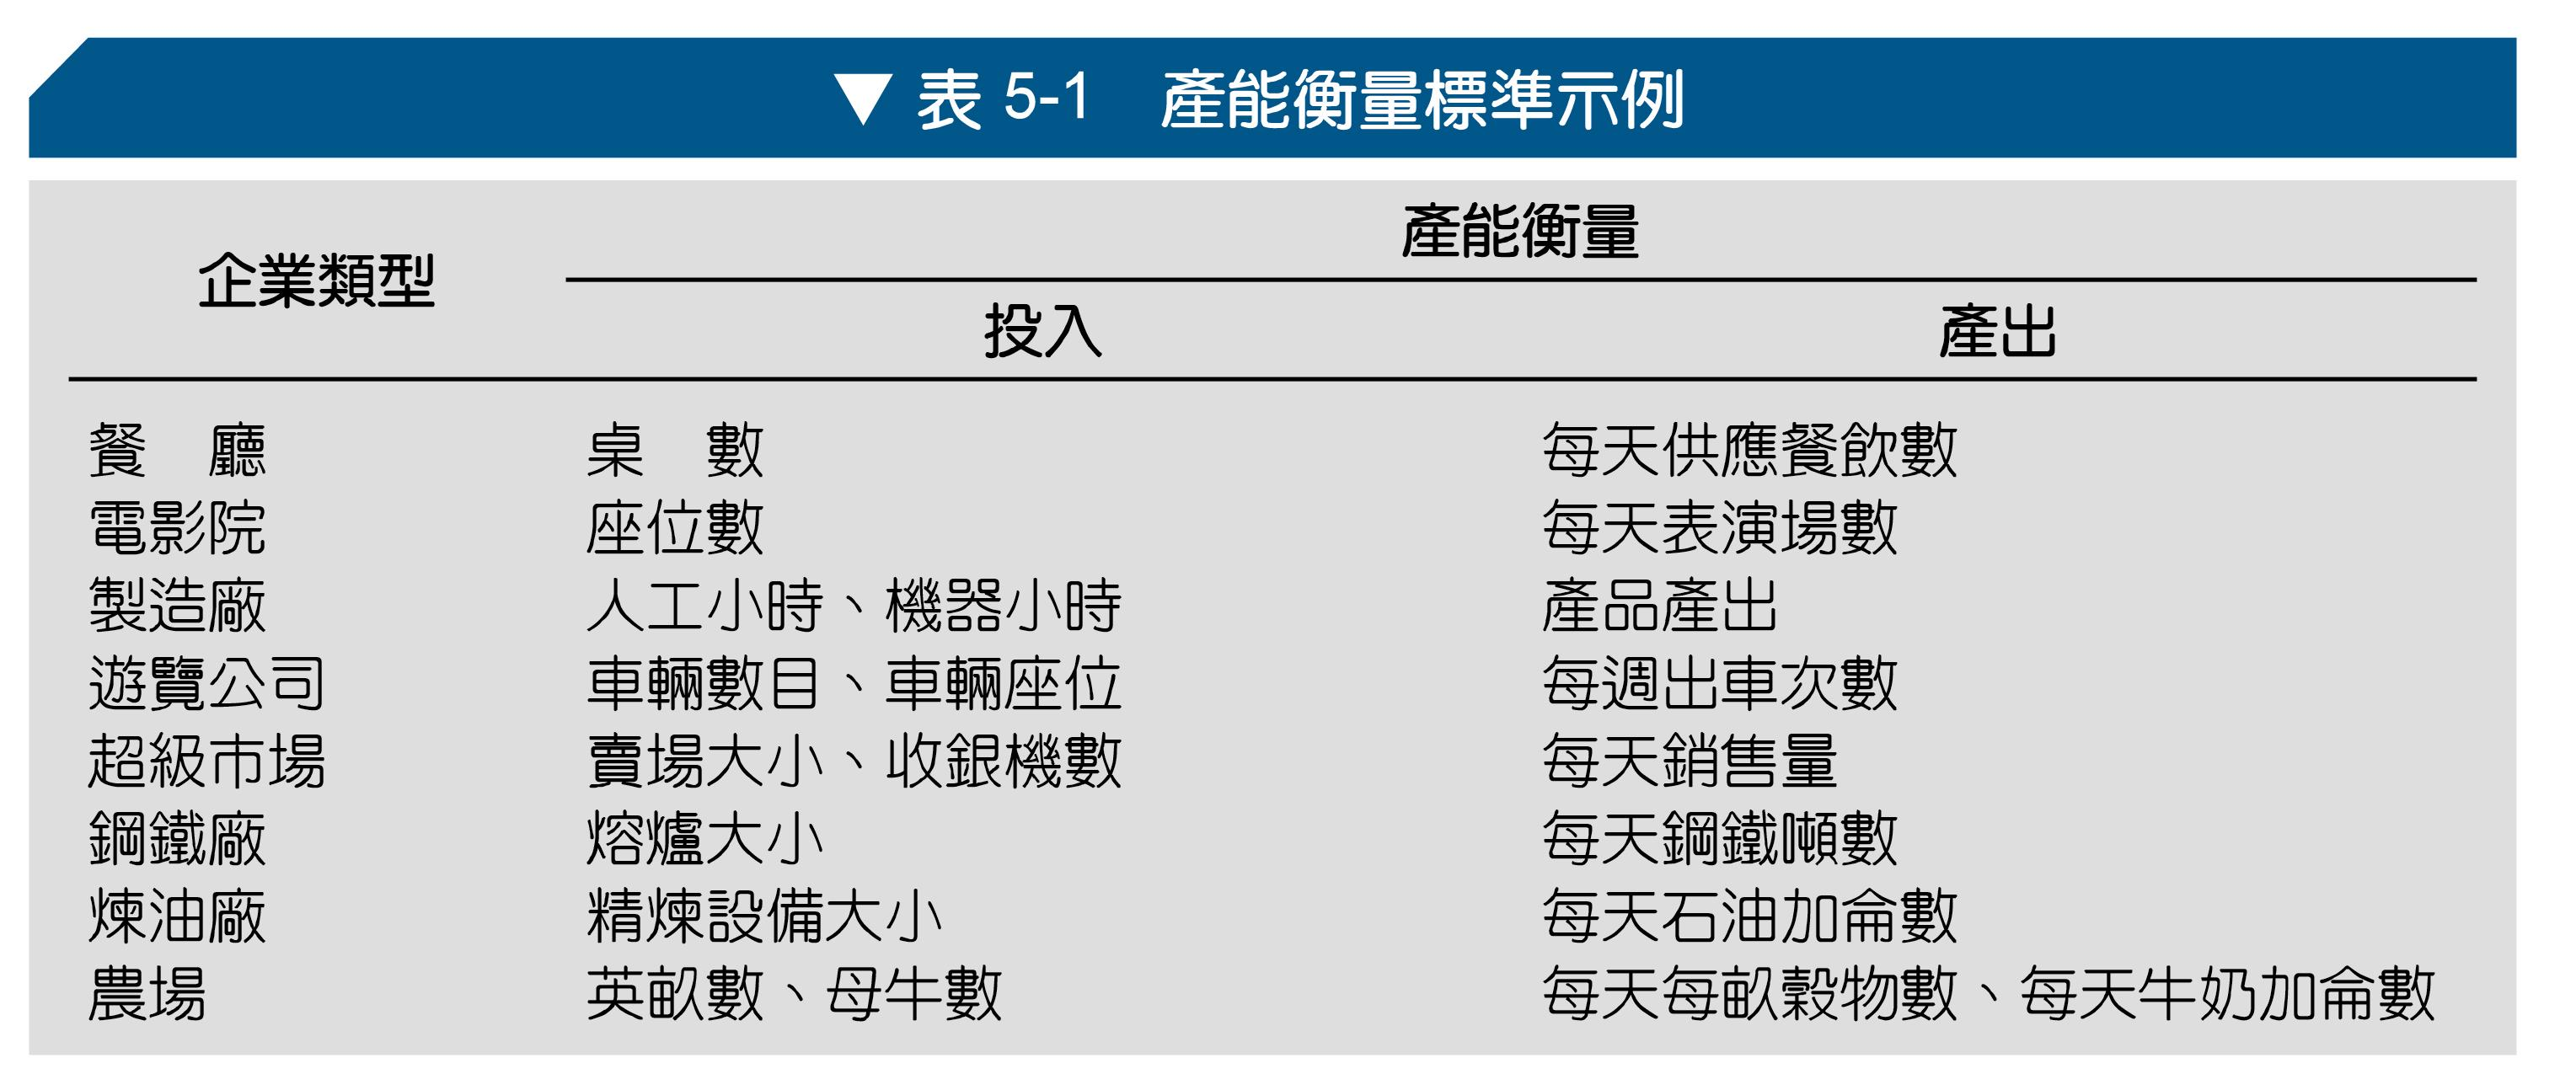 ▼ 表 5-1　產能衡量標準示例
產能衡量
企業類型
投入　產出
餐　廳　桌　數　每天供應餐飲數
電影院　座位數　每天表演場數
製造廠　人工小時、機器小時　產品產出
遊覽公司　車輛數目、車輛座位　每週出車次數
超級市場　賣場大小、收銀機數　每天銷售量
鋼鐵廠　熔爐大小　每天鋼鐵噸數
煉油廠　精煉設備大小　每天石油加侖數
農場　英畝數、母牛數　每天每畝穀物數、每天牛奶加侖數